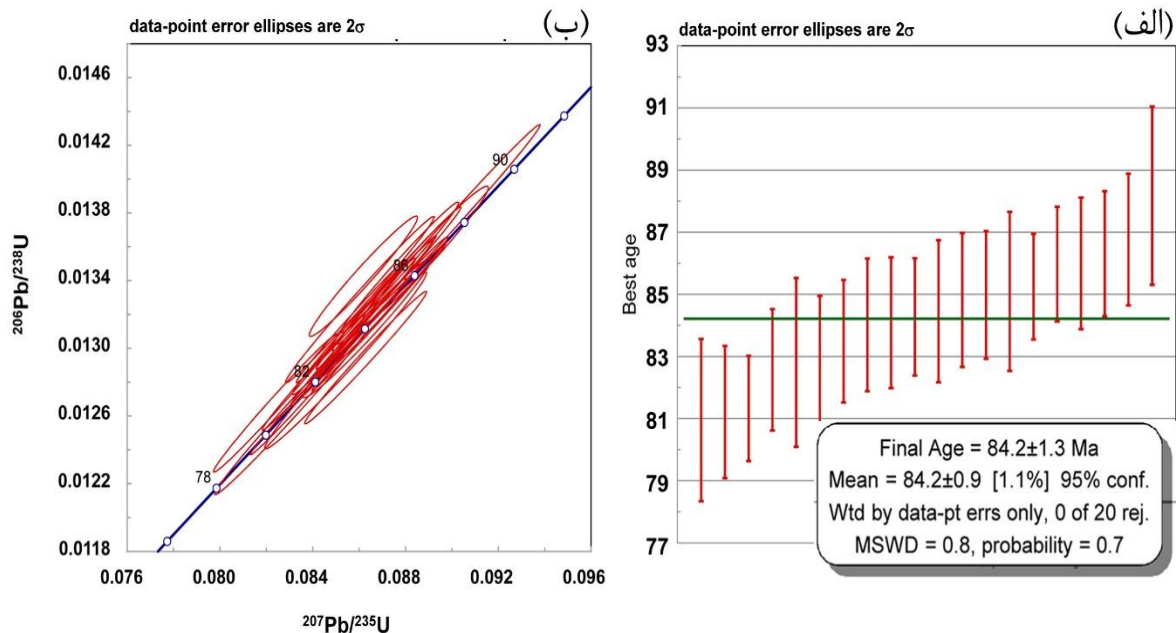 data-point error ellipses are 2σ
(ب)
0.0146
0.0142
0.0138
0.0134
0.0130
0.0126
0.0122
0.0118
²⁰⁶Pb/²³⁸U
90
86
82
78
0.076
0.080
0.084
0.088
0.092
0.096
²⁰⁷Pb/²³⁵U
data-point error ellipses are 2σ
(الف)
93
91
89
87
85
83
81
79
77
Best age
Final Age = 84.2±1.3 Ma
Mean = 84.2±0.9 [1.1%] 95% conf.
Wtd by data-pt errs only, 0 of 20 rej.
MSWD = 0.8, probability = 0.7